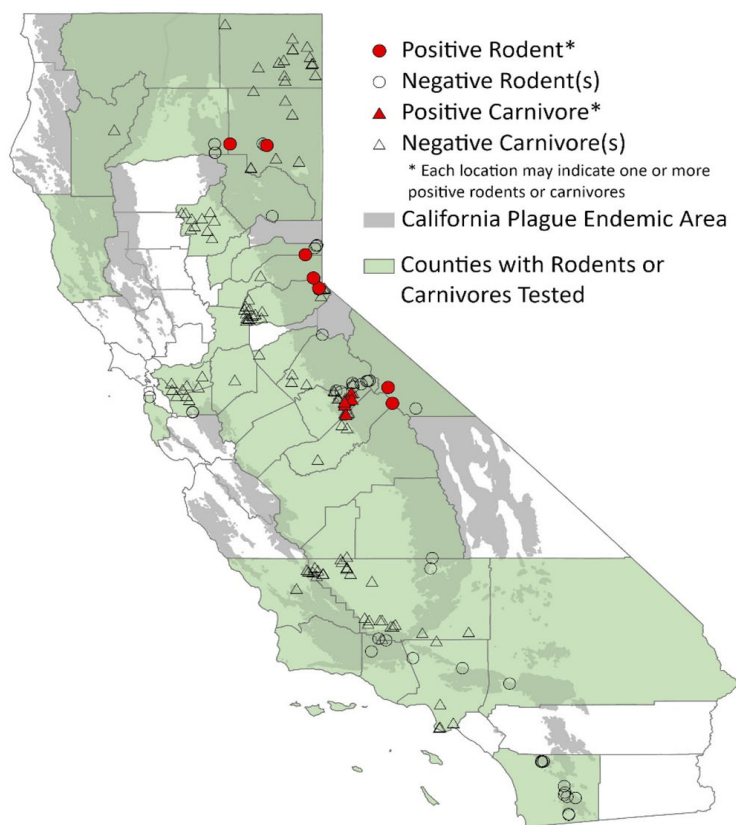 Positive Rodent*
Negative Rodent(s)
Positive Carnivore*
Negative Carnivore(s)
* Each location may indicate one or more
positive rodents or carnivores
California Plague Endemic Area
Counties with Rodents or
Carnivores Tested